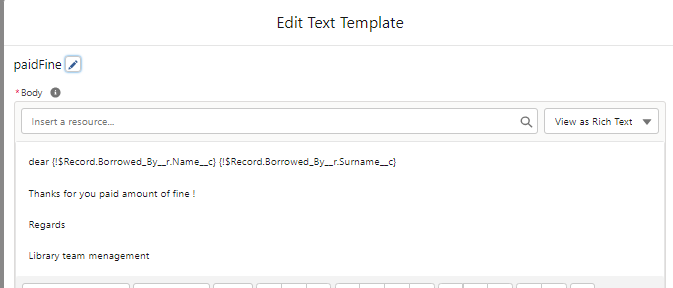 Edit Text Template
paidFine
*Body
Insert a resource...
View as Rich Text
dear {!$Record.Borrowed_By__r.Name__c} {!$Record.Borrowed_By__r.Surname__c}
Thanks for you paid amount of fine !
Regards
Library team menagement